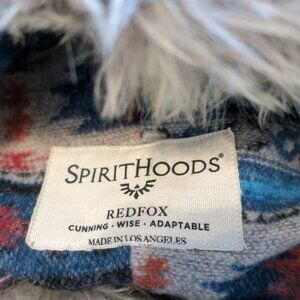 SPIRITHOODS®
REDFOX
CUNNING · WISE · ADAPTABLE
MADE IN LOS ANGELES